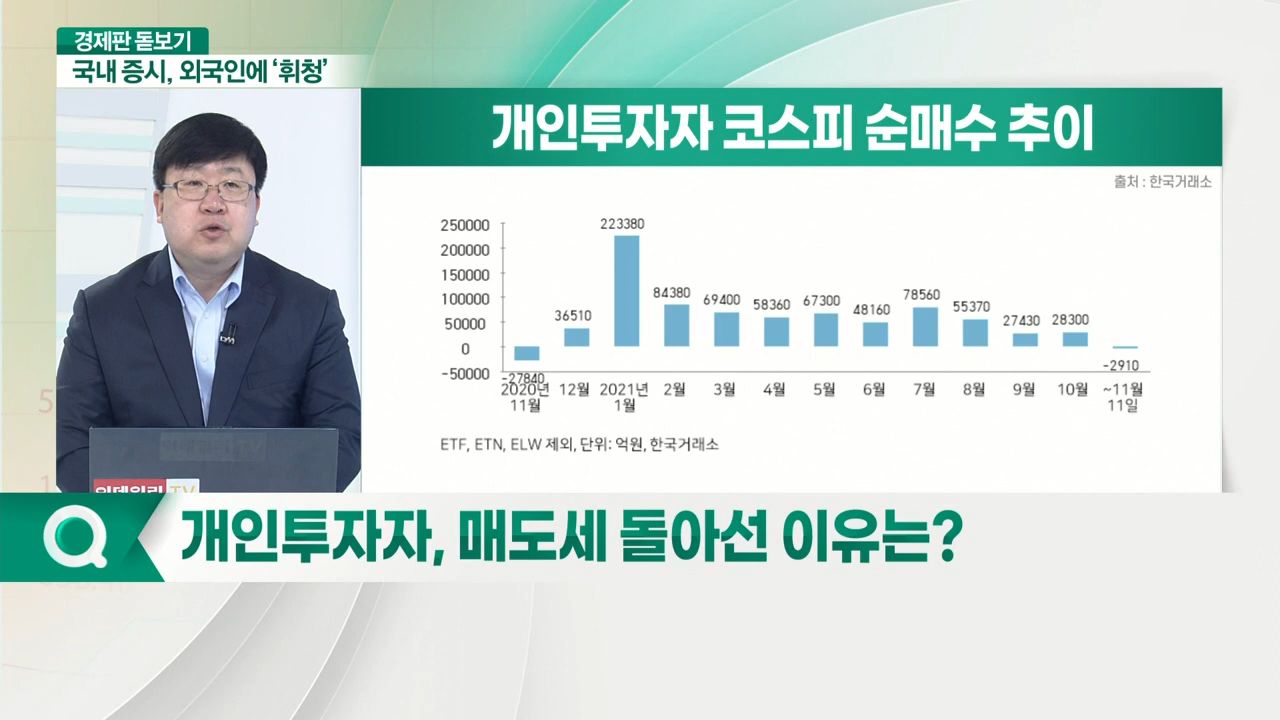 경제판 돋보기
국내 증시, 외국인에 ‘휘청’
개인투자자 코스피 순매수 추이
출처 : 한국거래소
250000
200000
150000
100000
50000
0
-50000
-27840
36510
223380
84380
69400
58360
67300
48160
78560
55370
27430
28300
-2910
2020년 12월 2021년 2월 3월 4월 5월 6월 7월 8월 9월 10월 ~11월
11월 1월 11일
ETF, ETN, ELW 제외, 단위: 억원, 한국거래소
이데일리 TV
개인투자자, 매도세 돌아선 이유는?